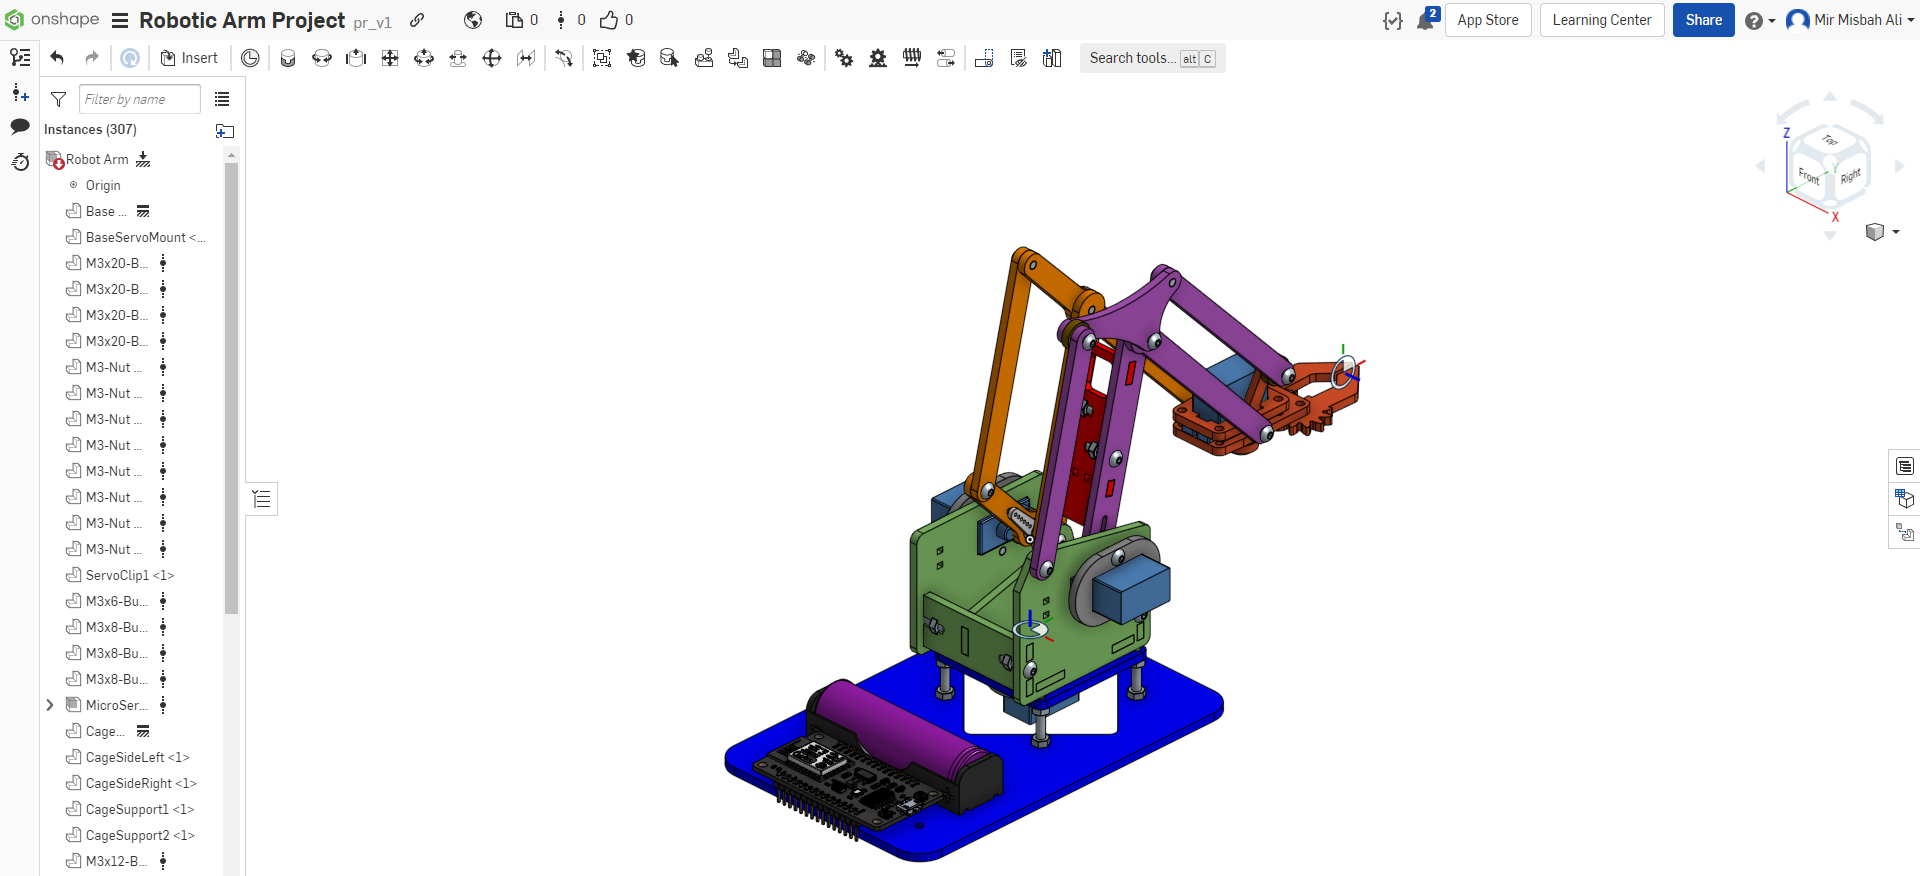 onshape Robotic Arm Project pr_v1 0 0 0 2 App Store Learning Center Share Mir Misbah Ali
Insert Search tools... alt C
Filter by name
Instances (307)
Robot Arm
Origin
Base ...
BaseServoMount <...
M3x20-B...
M3x20-B...
M3x20-B...
M3x20-B...
M3-Nut ...
M3-Nut ...
M3-Nut ...
M3-Nut ...
M3-Nut ...
M3-Nut ...
M3-Nut ...
M3-Nut ...
ServoClip1 <1>
M3x6-Bu...
M3x8-Bu...
M3x8-Bu...
M3x8-Bu...
MicroSer...
Cage...
CageSideLeft <1>
CageSideRight <1>
CageSupport1 <1>
CageSupport2 <1>
M3x12-B...
Z
Top
Y
Front Right
X